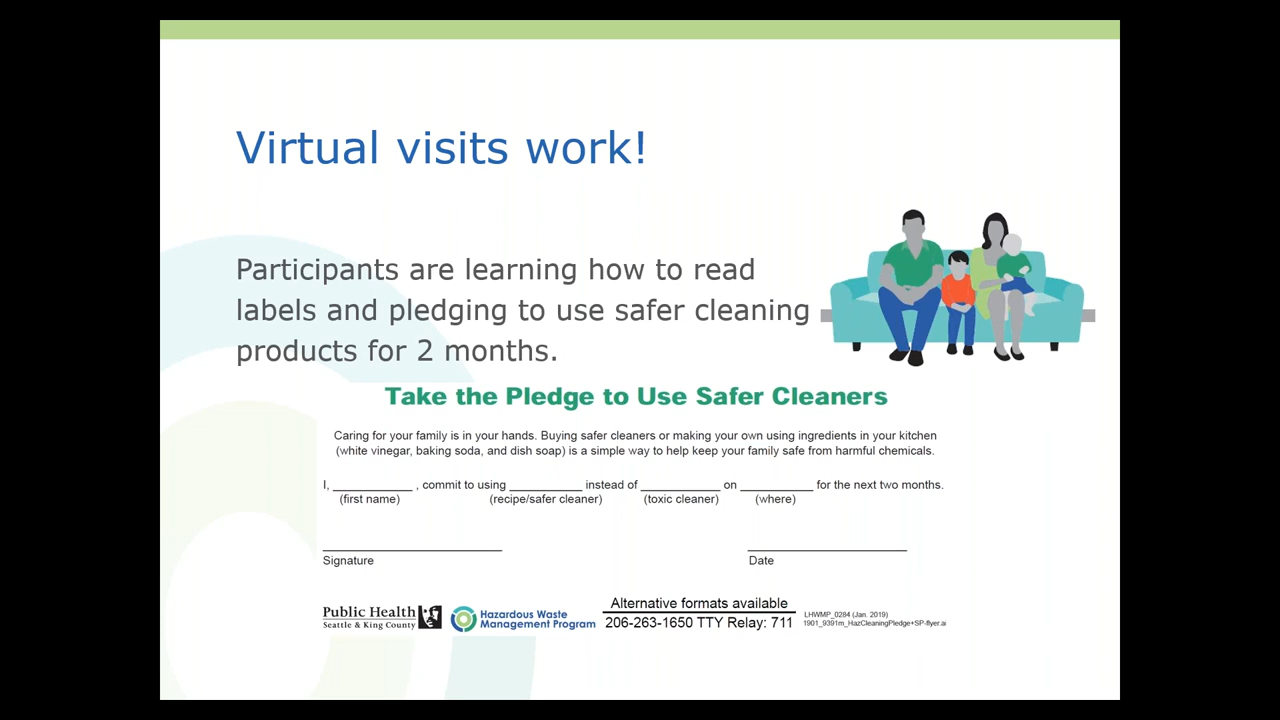 Virtual visits work!
Participants are learning how to read
labels and pledging to use safer cleaning
products for 2 months.
Take the Pledge to Use Safer Cleaners
Caring for your family is in your hands. Buying safer cleaners or making your own using ingredients in your kitchen
(white vinegar, baking soda, and dish soap) is a simple way to help keep your family safe from harmful chemicals.
I, ____________ , commit to using ___________ instead of ____________ on ___________ for the next two months.
(first name) (recipe/safer cleaner) (toxic cleaner) (where)
Signature Date
Public Health
Seattle & King County
Hazardous Waste
Management Program
Alternative formats available
206-263-1650 TTY Relay: 711
LHWMP_0284 (Jan. 2019)
1901_9391m_HazCleaningPledge+SP-flyer.ai